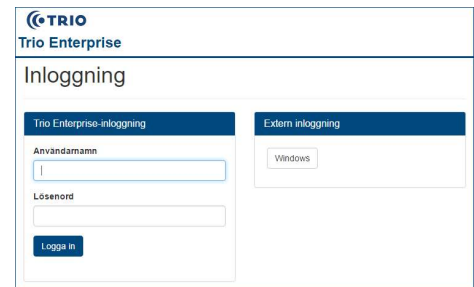 TRIO
Trio Enterprise
Inloggning
Trio Enterprise-inloggning
Användarnamn
Lösenord
Logga in
Extern inloggning
Windows